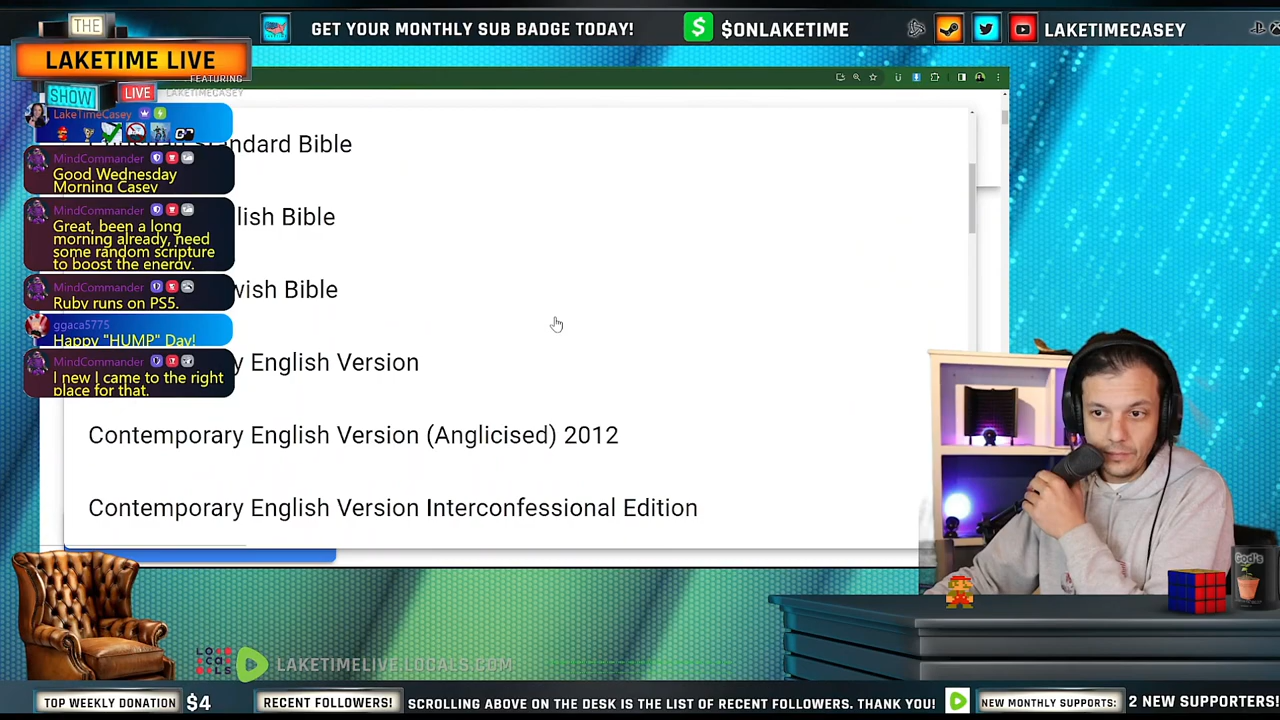 THE
LAKETIME LIVE
FEATURING
SHOW
LIVE
LAKETIMECASEY
GET YOUR MONTHLY SUB BADGE TODAY!
$ $ONLAKETIME
LAKETIMECASEY
LakeTimeCasey
MindCommander
Good Wednesday
Morning Casey
MindCommander
Great, been a long
morning already, need
some random scripture
to boost the energy.
MindCommander
Ruby runs on PS5.
ggaca5775
Happy "HUMP" Day!
MindCommander
I new I came to the right
place for that.
Standard Bible
lish Bible
wish Bible
y English Version
Contemporary English Version (Anglicised) 2012
Contemporary English Version Interconfessional Edition
God's
LOCALS
LAKETIMELIVE.LOCALS.COM
TOP WEEKLY DONATION $4
RECENT FOLLOWERS!
SCROLLING ABOVE ON THE DESK IS THE LIST OF RECENT FOLLOWERS. THANK YOU!
NEW MONTHLY SUPPORTS:
2 NEW SUPPORTERS!